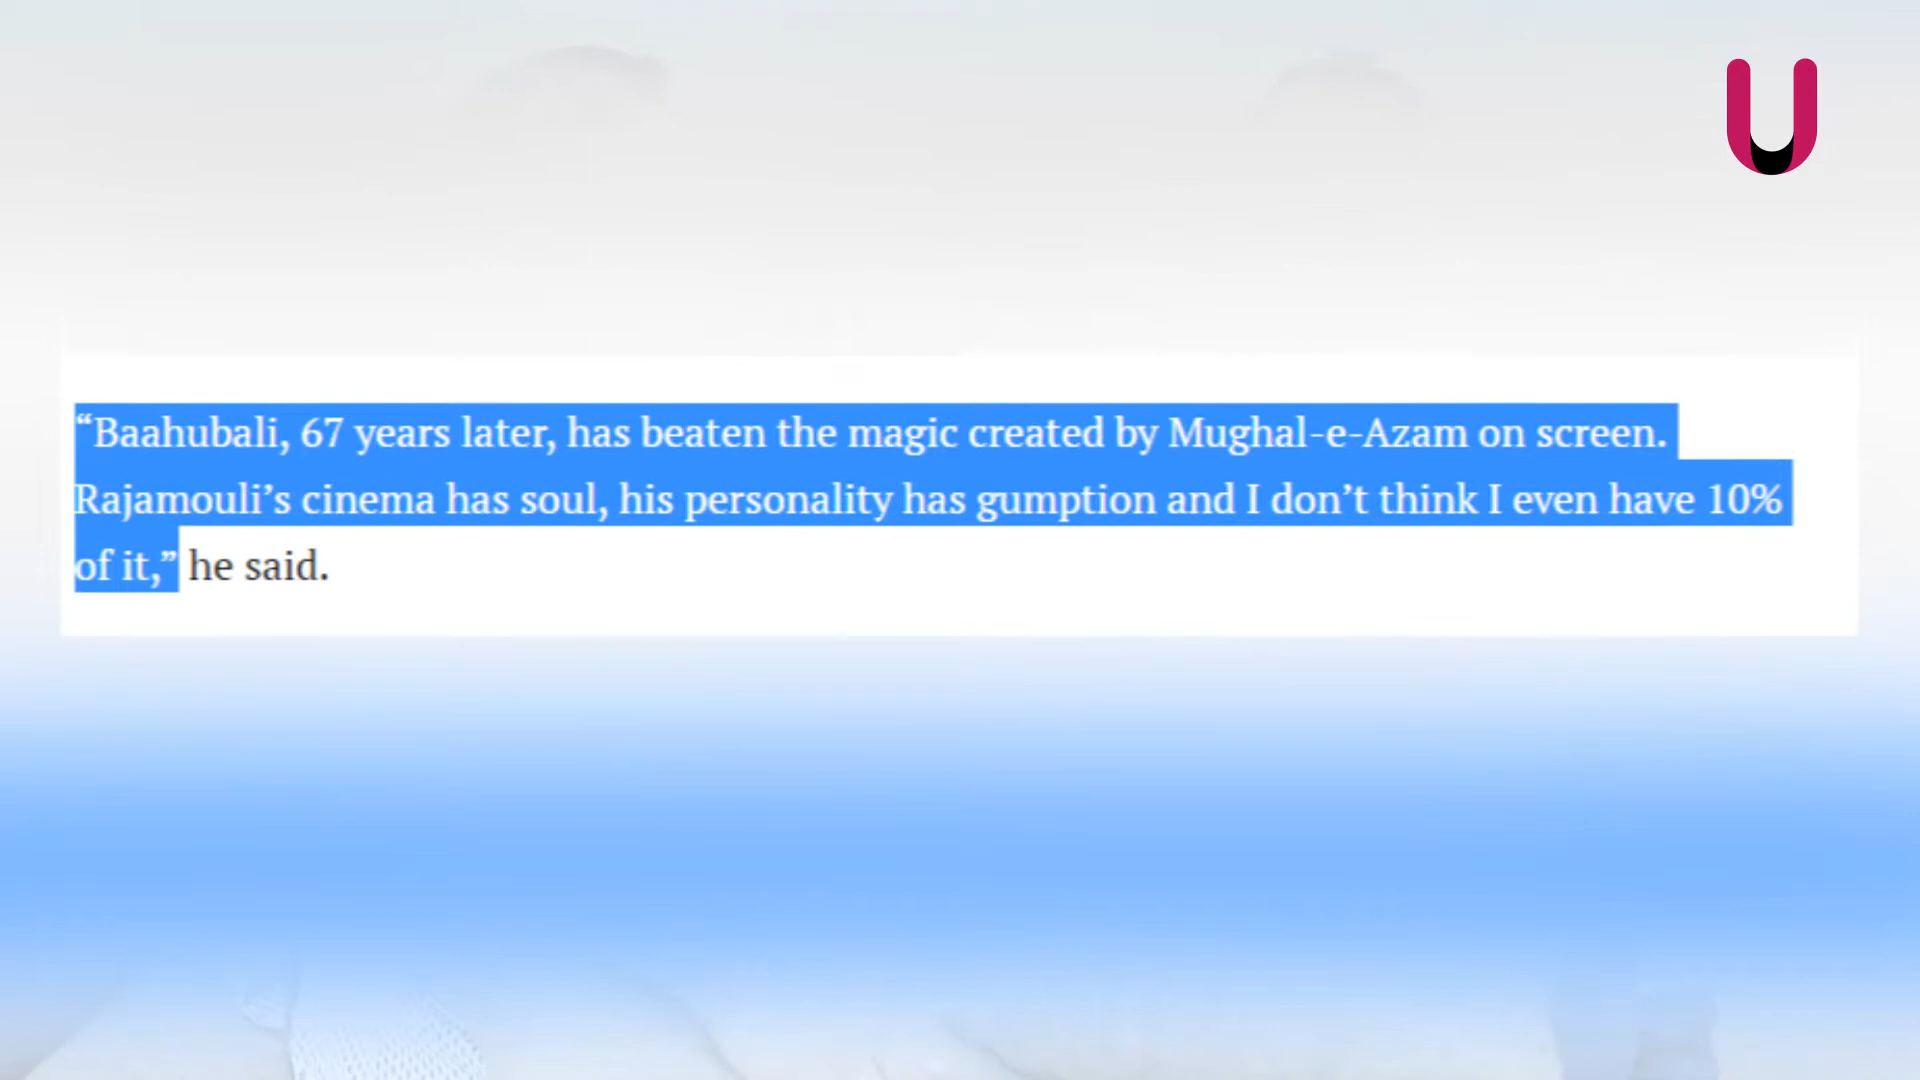 “Baahubali, 67 years later, has beaten the magic created by Mughal-e-Azam on screen.
Rajamouli’s cinema has soul, his personality has gumption and I don’t think I even have 10%
of it,” he said.